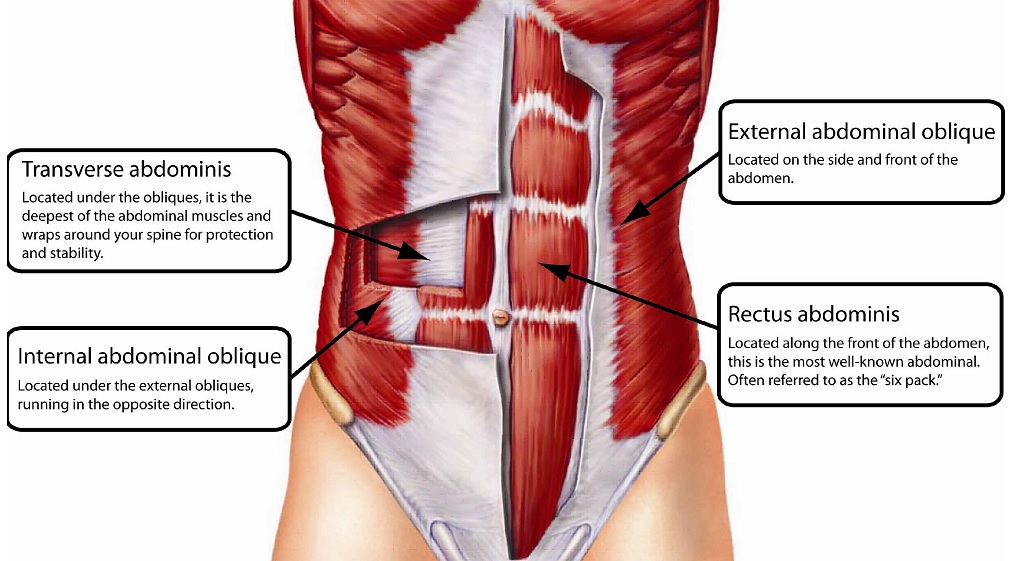 Transverse abdominis
Located under the obliques, it is the
deepest of the abdominal muscles and
wraps around your spine for protection
and stability.
Internal abdominal oblique
Located under the external obliques,
running in the opposite direction.
External abdominal oblique
Located on the side and front of the
abdomen.
Rectus abdominis
Located along the front of the abdomen,
this is the most well-known abdominal.
Often referred to as the “six pack.”